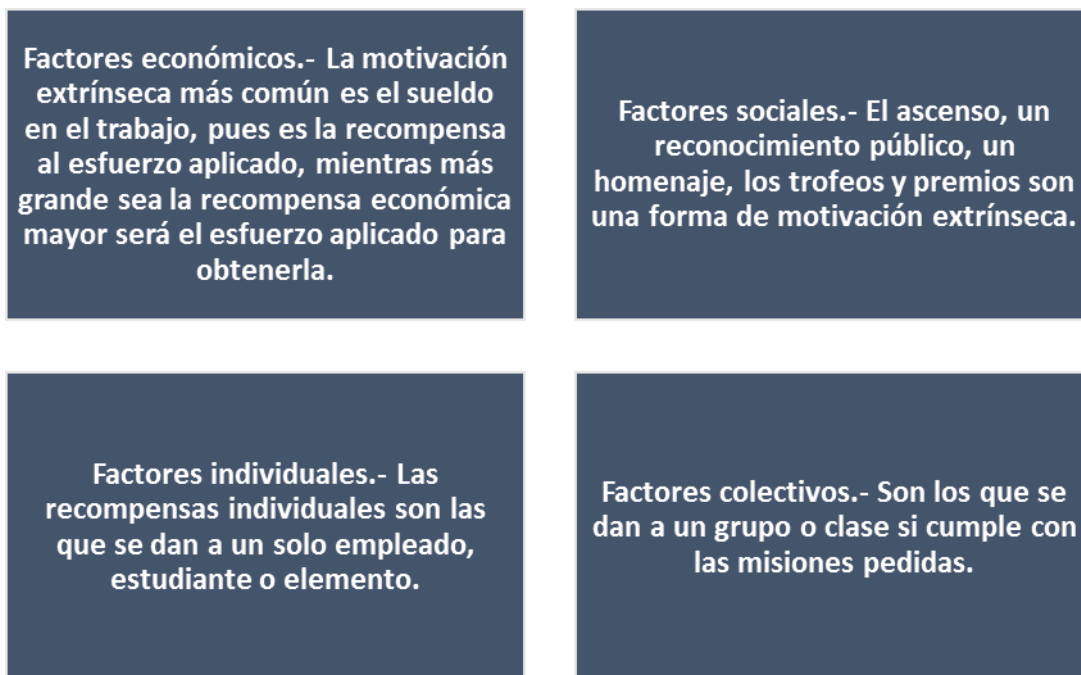 Factores económicos.- La motivación
extrínseca más común es el sueldo
en el trabajo, pues es la recompensa
al esfuerzo aplicado, mientras más
grande sea la recompensa económica
mayor será el esfuerzo aplicado para
obtenerla.
Factores sociales.- El ascenso, un
reconocimiento público, un
homenaje, los trofeos y premios son
una forma de motivación extrínseca.
Factores individuales.- Las
recompensas individuales son las
que se dan a un solo empleado,
estudiante o elemento.
Factores colectivos.- Son los que se
dan a un grupo o clase si cumple con
las misiones pedidas.